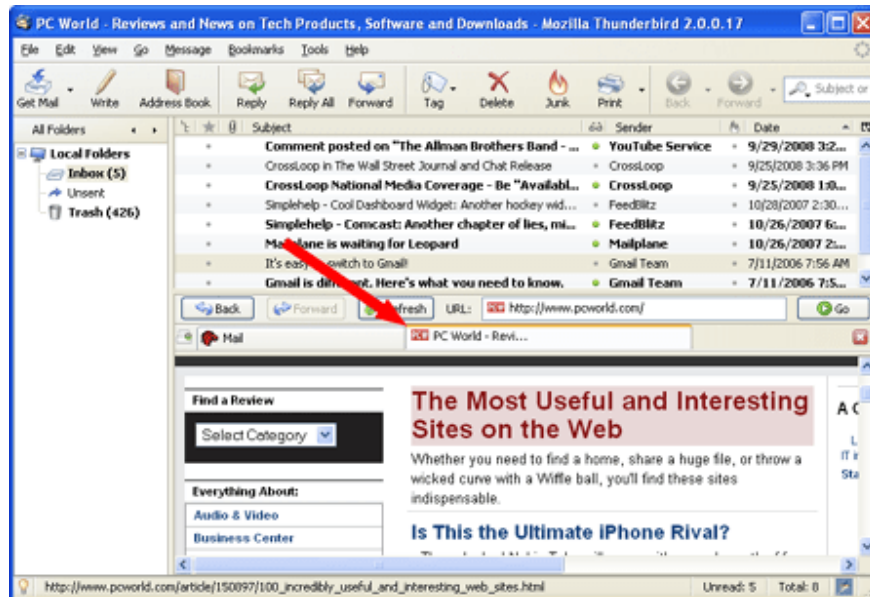 PC World - Reviews and News on Tech Products, Software and Downloads - Mozilla Thunderbird 2.0.0.17
File Edit View Go Message Bookmarks Tools Help
Get Mail Write Address Book Reply Reply All Forward Tag Delete Junk Print Back Forward Subject or
All Folders Subject Sender Date
Local Folders
Inbox (5)
Unsent
Trash (426)
Comment posted on "The Allman Brothers Band - ... YouTube Service 9/29/2008 3:2...
CrossLoop in The Wall Street Journal and Chat Release CrossLoop 9/25/2008 3:36 PM
CrossLoop National Media Coverage - Be "Availabl... CrossLoop 9/25/2008 1:0...
Simplehelp - Cool Dashboard Widget: Another hockey wid... FeedBlitz 10/28/2007 2:30...
Simplehelp - Comcast: Another chapter of lies, mi... FeedBlitz 10/26/2007 6:...
Mailplane is waiting for Leopard Mailplane 10/26/2007 2:...
It's easy switch to Gmail! Gmail Team 7/11/2006 7:56 AM
Gmail is different. Here's what you need to know. Gmail Team 7/11/2006 7:5...
Back Forward Refresh URL: http://www.pcworld.com/ Go
Mail PC World - Revi...
Find a Review
Select Category
Everything About:
Audio & Video
Business Center
The Most Useful and Interesting
Sites on the Web
Whether you need to find a home, share a huge file, or throw a
wicked curve with a Wiffle ball, you'll find these sites
indispensable.
Is This the Ultimate iPhone Rival?
A
IT i
Sta
http://www.pcworld.com/article/150097/100_incredibly_useful_and_interesting_web_sites.html Unread: 5 Total: 8